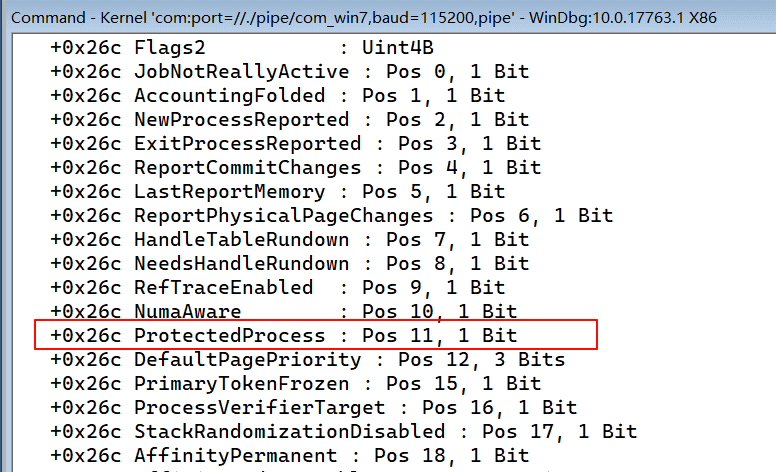 Command - Kernel 'com:port=//./pipe/com_win7,baud=115200,pipe' - WinDbg:10.0.17763.1 X86
+0x26c Flags2           : Uint4B
+0x26c JobNotReallyActive : Pos 0, 1 Bit
+0x26c AccountingFolded : Pos 1, 1 Bit
+0x26c NewProcessReported : Pos 2, 1 Bit
+0x26c ExitProcessReported : Pos 3, 1 Bit
+0x26c ReportCommitChanges : Pos 4, 1 Bit
+0x26c LastReportMemory : Pos 5, 1 Bit
+0x26c ReportPhysicalPageChanges : Pos 6, 1 Bit
+0x26c HandleTableRundown : Pos 7, 1 Bit
+0x26c NeedsHandleRundown : Pos 8, 1 Bit
+0x26c RefTraceEnabled  : Pos 9, 1 Bit
+0x26c NumaAware        : Pos 10, 1 Bit
+0x26c ProtectedProcess : Pos 11, 1 Bit
+0x26c DefaultPagePriority : Pos 12, 3 Bits
+0x26c PrimaryTokenFrozen : Pos 15, 1 Bit
+0x26c ProcessVerifierTarget : Pos 16, 1 Bit
+0x26c StackRandomizationDisabled : Pos 17, 1 Bit
+0x26c AffinityPermanent : Pos 18, 1 Bit